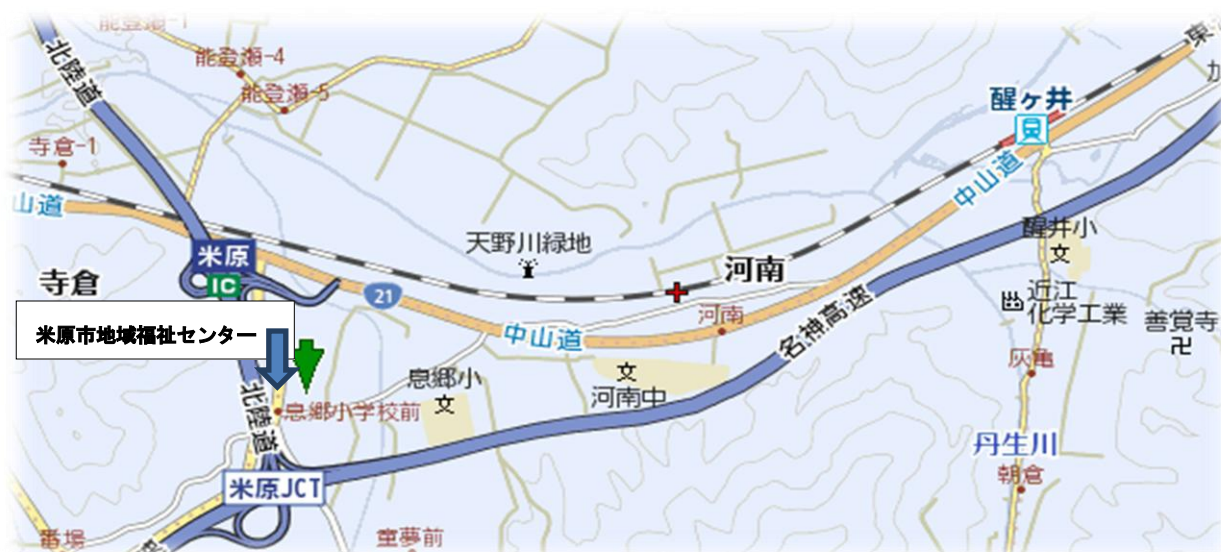 能登瀬-1
北陸道
能登瀬-4
能登瀬-5
醒ヶ井
寺倉-1
山道
中山道
天野川緑地
醒井小
米原
IC
寺倉
河南
21
近江
化学工業
善覚寺
河南
中山道
名神高速
米原市地域福祉センター
灰亀
息郷小
河南中
北陸道
息郷小学校前
丹生川
朝倉
米原JCT
番場
童夢前